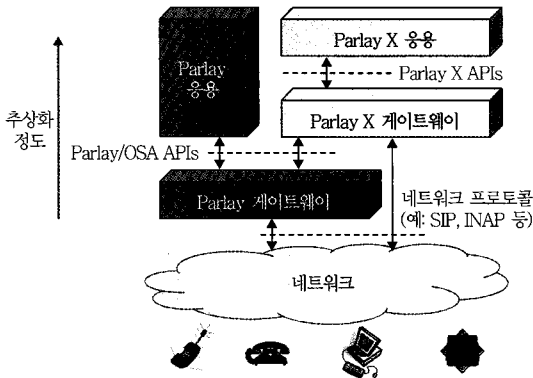 Parlay X 응용
Parlay
응용
Parlay X APIs
추상화
정도
Parlay X 게이트웨이
Parlay/OSA APIs
Parlay 게이트웨이
네트워크 프로토콜
(예: SIP, INAP 등)
네트워크